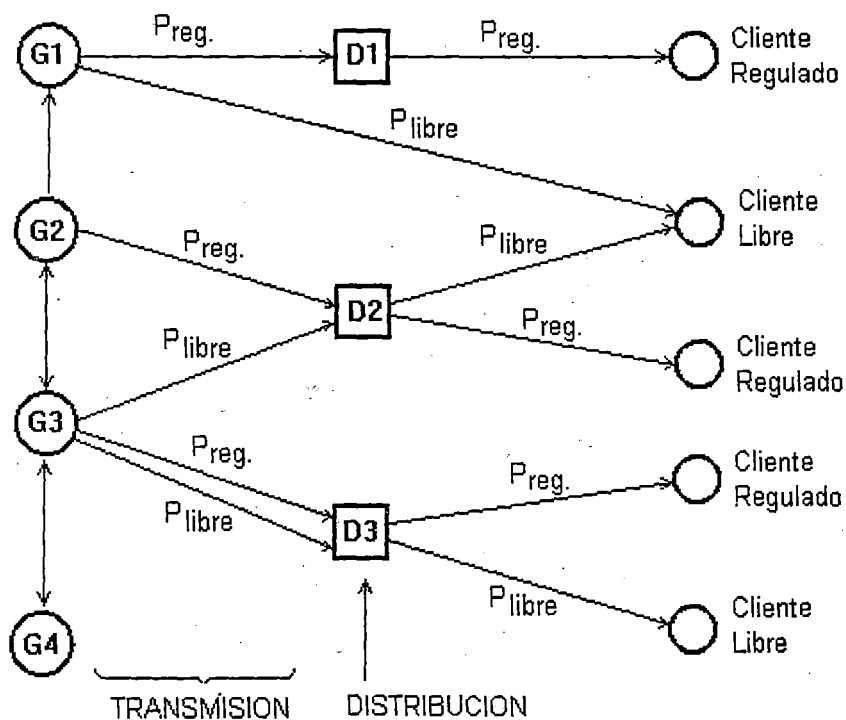 G1
Preg.
D1
Preg.
Cliente
Regulado
Plibre
Cliente
Libre
G2
Preg.
Plibre
D2
Plibre
Preg.
Cliente
Regulado
G3
Preg.
Plibre
D3
Preg.
Cliente
Regulado
Plibre
Cliente
Libre
G4
TRANSMISION
DISTRIBUCION